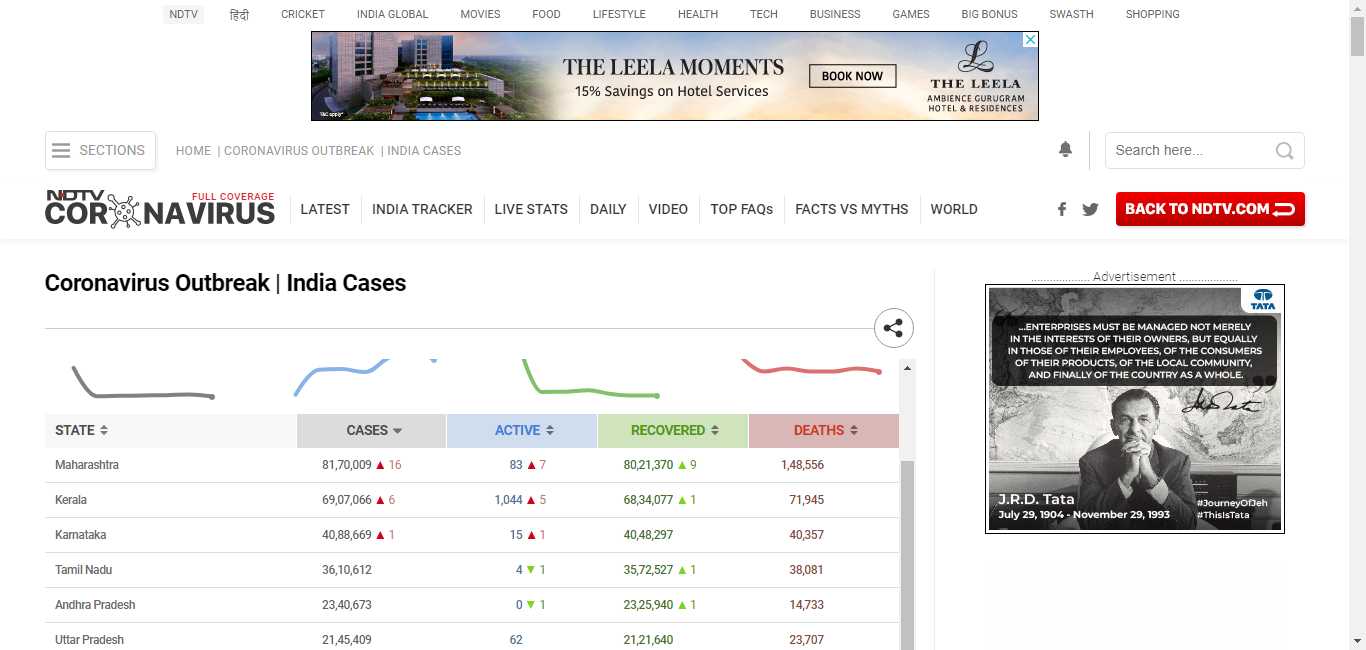 NDTV हिंदी CRICKET INDIA GLOBAL MOVIES FOOD LIFESTYLE HEALTH TECH BUSINESS GAMES BIG BONUS SWASTH SHOPPING
THE LEELA MOMENTS
15% Savings on Hotel Services
BOOK NOW
THE LEELA
AMBIENCE GURUGRAM
HOTEL & RESIDENCES
T&C apply*
SECTIONS HOME | CORONAVIRUS OUTBREAK | INDIA CASES Search here...
NDTV FULL COVERAGE
CORONAVIRUS LATEST INDIA TRACKER LIVE STATS DAILY VIDEO TOP FAQs FACTS VS MYTHS WORLD BACK TO NDTV.COM
Coronavirus Outbreak | India Cases
STATE CASES ACTIVE RECOVERED DEATHS
Maharashtra 81,70,009 ▲ 16 83 ▲ 7 80,21,370 ▲ 9 1,48,556
Kerala 69,07,066 ▲ 6 1,044 ▲ 5 68,34,077 ▲ 1 71,945
Karnataka 40,88,669 ▲ 1 15 ▲ 1 40,48,297 40,357
Tamil Nadu 36,10,612 4 ▼ 1 35,72,527 ▲ 1 38,081
Andhra Pradesh 23,40,673 0 ▼ 1 23,25,940 ▲ 1 14,733
Uttar Pradesh 21,45,409 62 21,21,640 23,707
................... Advertisement ...................
TATA
...ENTERPRISES MUST BE MANAGED NOT MERELY
IN THE INTERESTS OF THEIR OWNERS, BUT EQUALLY
IN THOSE OF THEIR EMPLOYEES, OF THE CONSUMERS
OF THEIR PRODUCTS, OF THE LOCAL COMMUNITY,
AND FINALLY OF THE COUNTRY AS A WHOLE.
J.R.D. Tata
July 29, 1904 - November 29, 1993
#JourneyOfJeh
#ThisIsTata